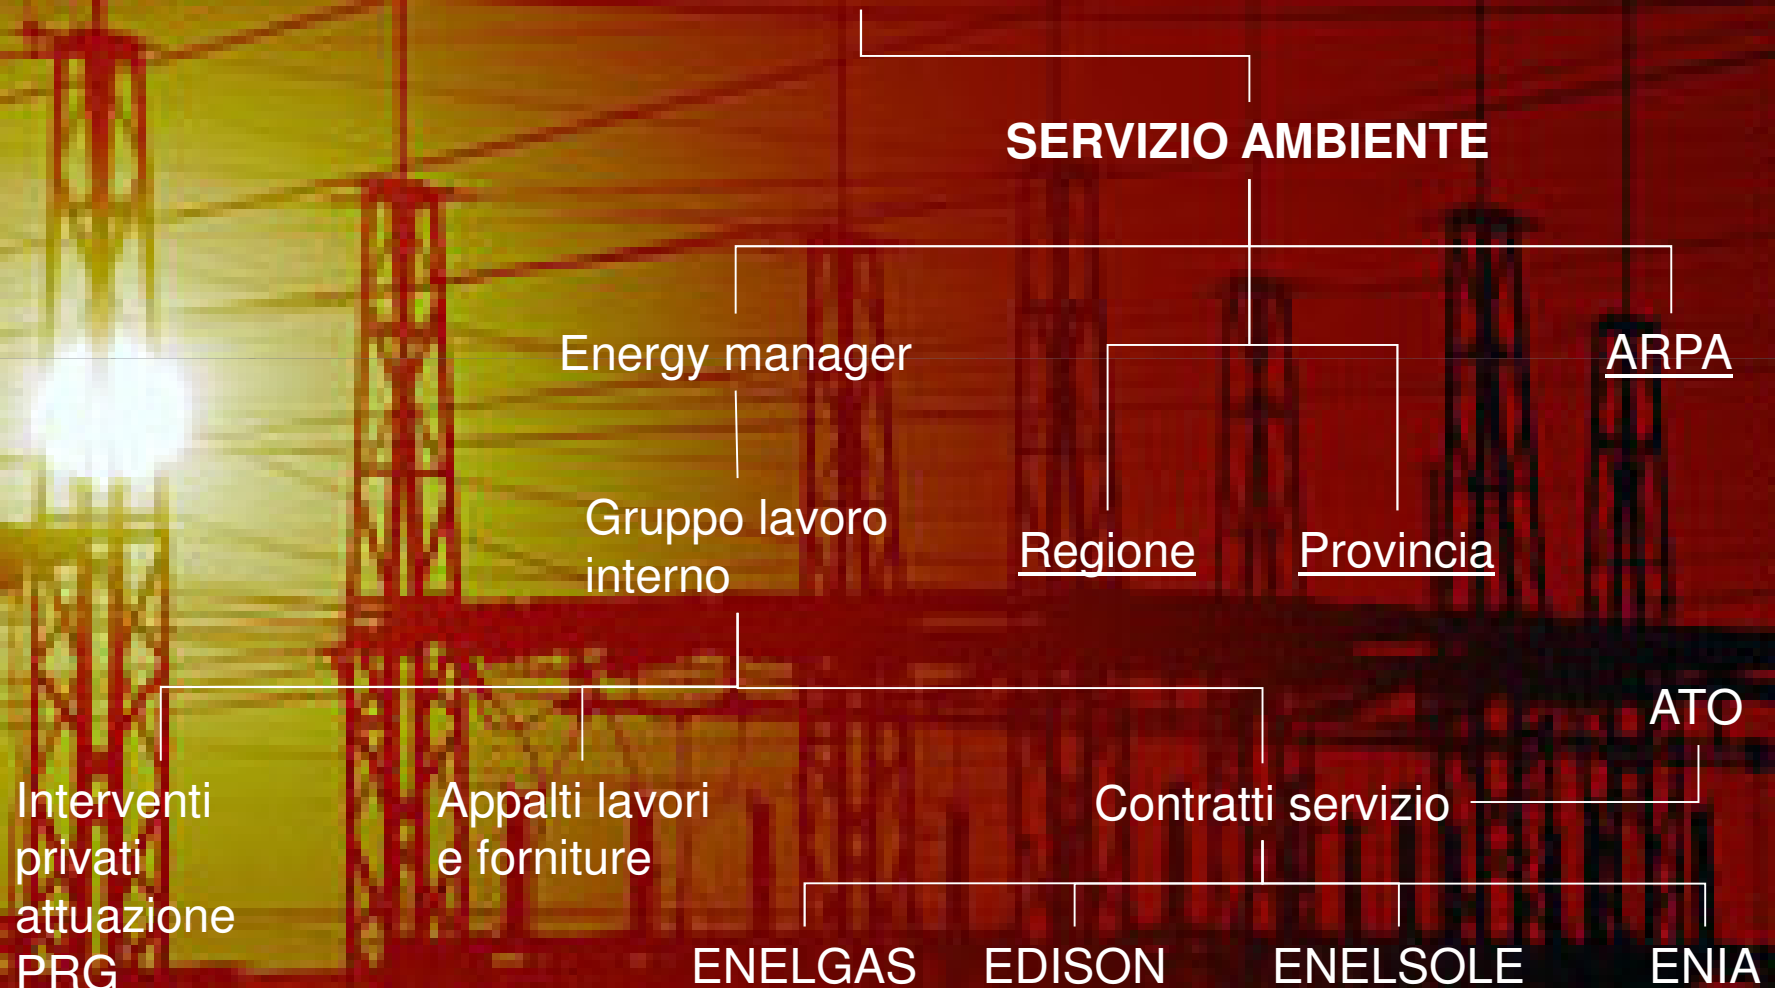 SERVIZIO AMBIENTE
Energy manager
ARPA
Gruppo lavoro
interno
Regione
Provincia
ATO
Interventi
privati
attuazione
PRG
Appalti lavori
e forniture
Contratti servizio
ENELGAS
EDISON
ENELSOLE
ENIA